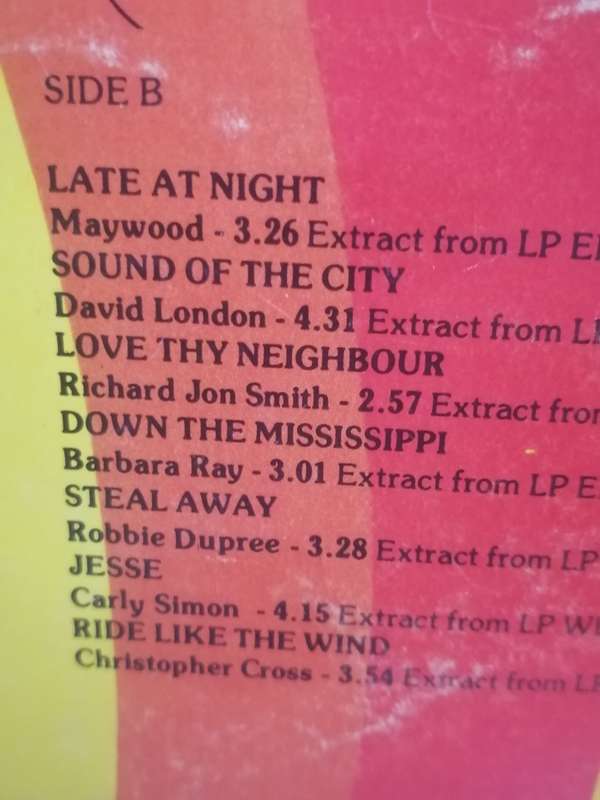 SIDE B
LATE AT NIGHT
Maywood - 3.26 Extract from LP
SOUND OF THE CITY
David London - 4.31 Extract from
LOVE THY NEIGHBOUR
Richard Jon Smith - 2.57 Extract
DOWN THE MISSISSIPPI
Barbara Ray - 3.01 Extract from LP
STEAL AWAY
Robbie Dupree - 3.28 Extract from LP
JESSE
Carly Simon - 4.15 Extract from LP
RIDE LIKE THE WIND
Christopher Cross - 3.54 Extract from